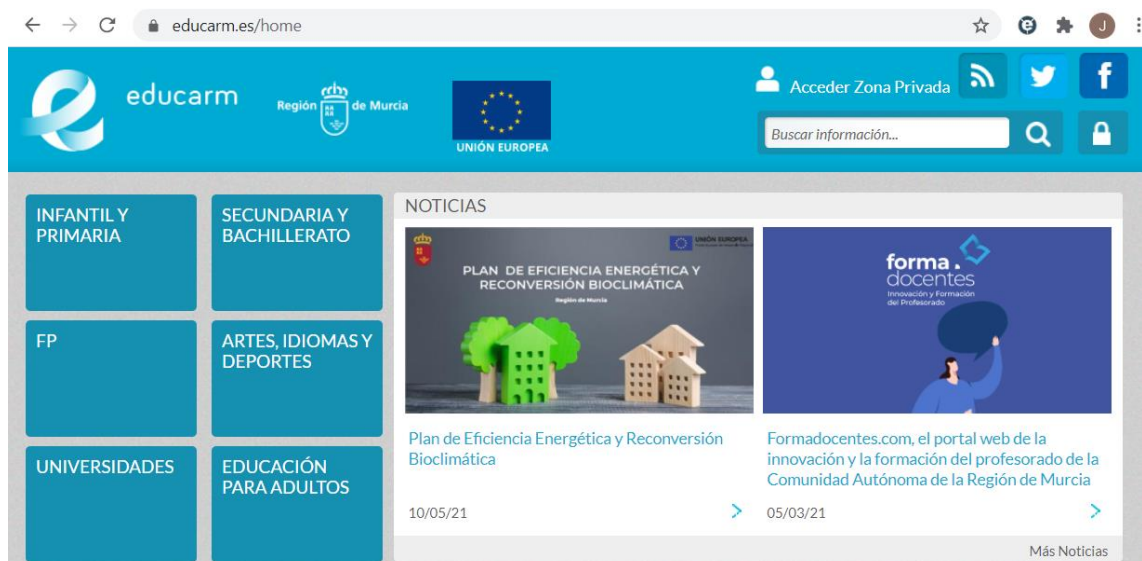 educarm.es/home
J
educarm
Región de Murcia
UNIÓN EUROPEA
Acceder Zona Privada
Buscar información...
INFANTIL Y
PRIMARIA
SECUNDARIA Y
BACHILLERATO
FP
ARTES, IDIOMAS Y
DEPORTES
UNIVERSIDADES
EDUCACIÓN
PARA ADULTOS
NOTICIAS
UNIÓN EUROPEA
PLAN DE EFICIENCIA ENERGÉTICA Y
RECONVERSIÓN BIOCLIMÁTICA
Región de Murcia
Plan de Eficiencia Energética y Reconversión
Bioclimática
10/05/21
forma.
docentes
Innovación y Formación
del Profesorado
Formadocentes.com, el portal web de la
innovación y la formación del profesorado de la
Comunidad Autónoma de la Región de Murcia
05/03/21
Más Noticias